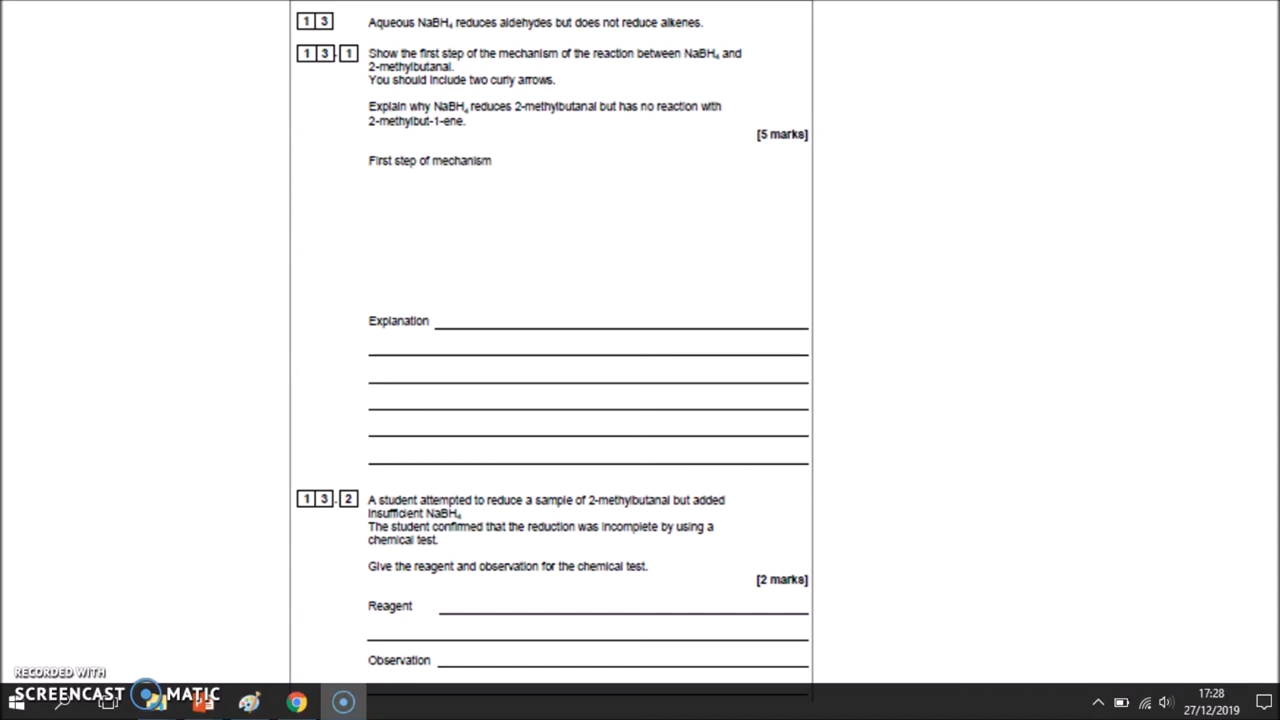 1 3 Aqueous NaBH₄ reduces aldehydes but does not reduce alkenes.
1 3 . 1 Show the first step of the mechanism of the reaction between NaBH₄ and
2-methylbutanal.
You should include two curly arrows.
Explain why NaBH₄ reduces 2-methylbutanal but has no reaction with
2-methylbut-1-ene.
[5 marks]
First step of mechanism
Explanation
1 3 . 2 A student attempted to reduce a sample of 2-methylbutanal but added
insufficient NaBH₄
The student confirmed that the reduction was incomplete by using a
chemical test.
Give the reagent and observation for the chemical test.
[2 marks]
Reagent
Observation
RECORDED WITH
SCREENCAST MATIC
17:28
27/12/2019